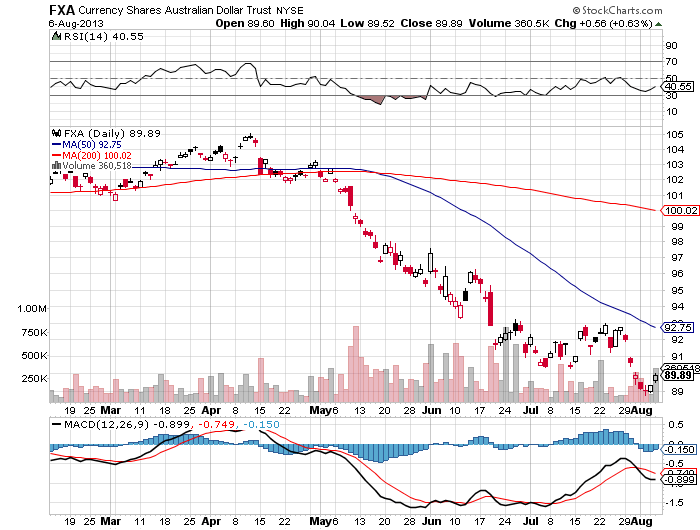 FXA Currency Shares Australian Dollar Trust NYSE
© StockCharts.com
6-Aug-2013
Open 89.60 High 90.04 Low 89.52 Close 89.89 Volume 360.5K Chg +0.56 (+0.63%)
RSI(14) 40.55
90
70
50
40.55
30
10
FXA (Daily) 89.89
MA(50) 92.75
MA(200) 100.02
Volume 360,518
105
104
103
102
101
100.02
99
98
97
96
95
94
92.75
92
91
360518
89.89
89
1.00M
750K
500K
250K
19 25 Mar 11 18 25 Apr 8 15 22 May 6 13 20 28 Jun 10 17 24 Jul 8 15 22 29 Aug
MACD(12,26,9) -0.899, -0.749, -0.150
0.5
0.0
-0.150
-0.5
-0.749
-0.899
-1.5
19 25 Mar 11 18 25 Apr 8 15 22 May 6 13 20 28 Jun 10 17 24 Jul 8 15 22 29 Aug